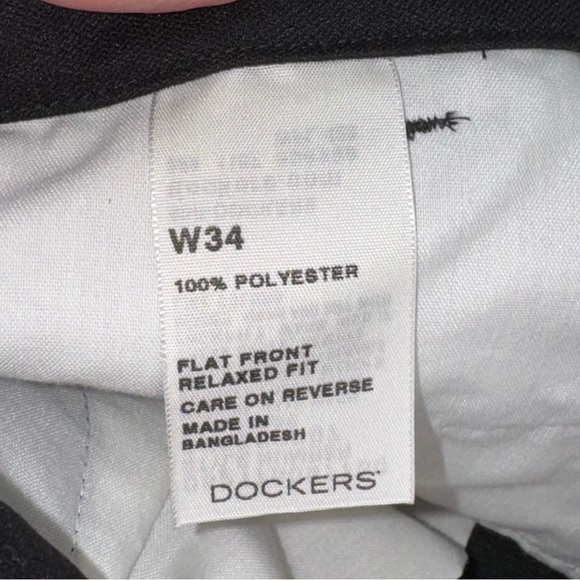 W34
100% POLYESTER
FLAT FRONT
RELAXED FIT
CARE ON REVERSE
MADE IN
BANGLADESH
DOCKERS